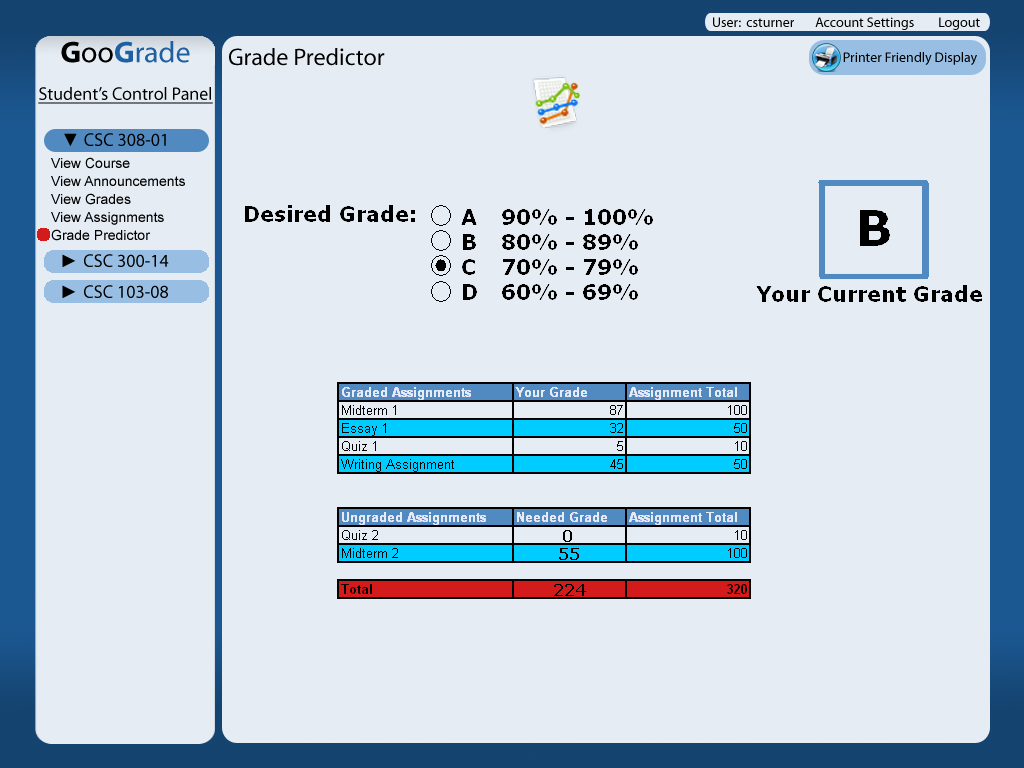 User: csturner Account Settings Logout
GooGrade
Student's Control Panel
▼ CSC 308-01
View Course
View Announcements
View Grades
View Assignments
Grade Predictor
► CSC 300-14
► CSC 103-08
Grade Predictor
Printer Friendly Display
Desired Grade:
A 90% - 100%
B 80% - 89%
C 70% - 79%
D 60% - 69%
B
Your Current Grade
Graded Assignments Your Grade Assignment Total
Midterm 1 87 100
Essay 1 32 50
Quiz 1 5 10
Writing Assignment 45 50
Ungraded Assignments Needed Grade Assignment Total
Quiz 2 0 10
Midterm 2 55 100
Total 224 320